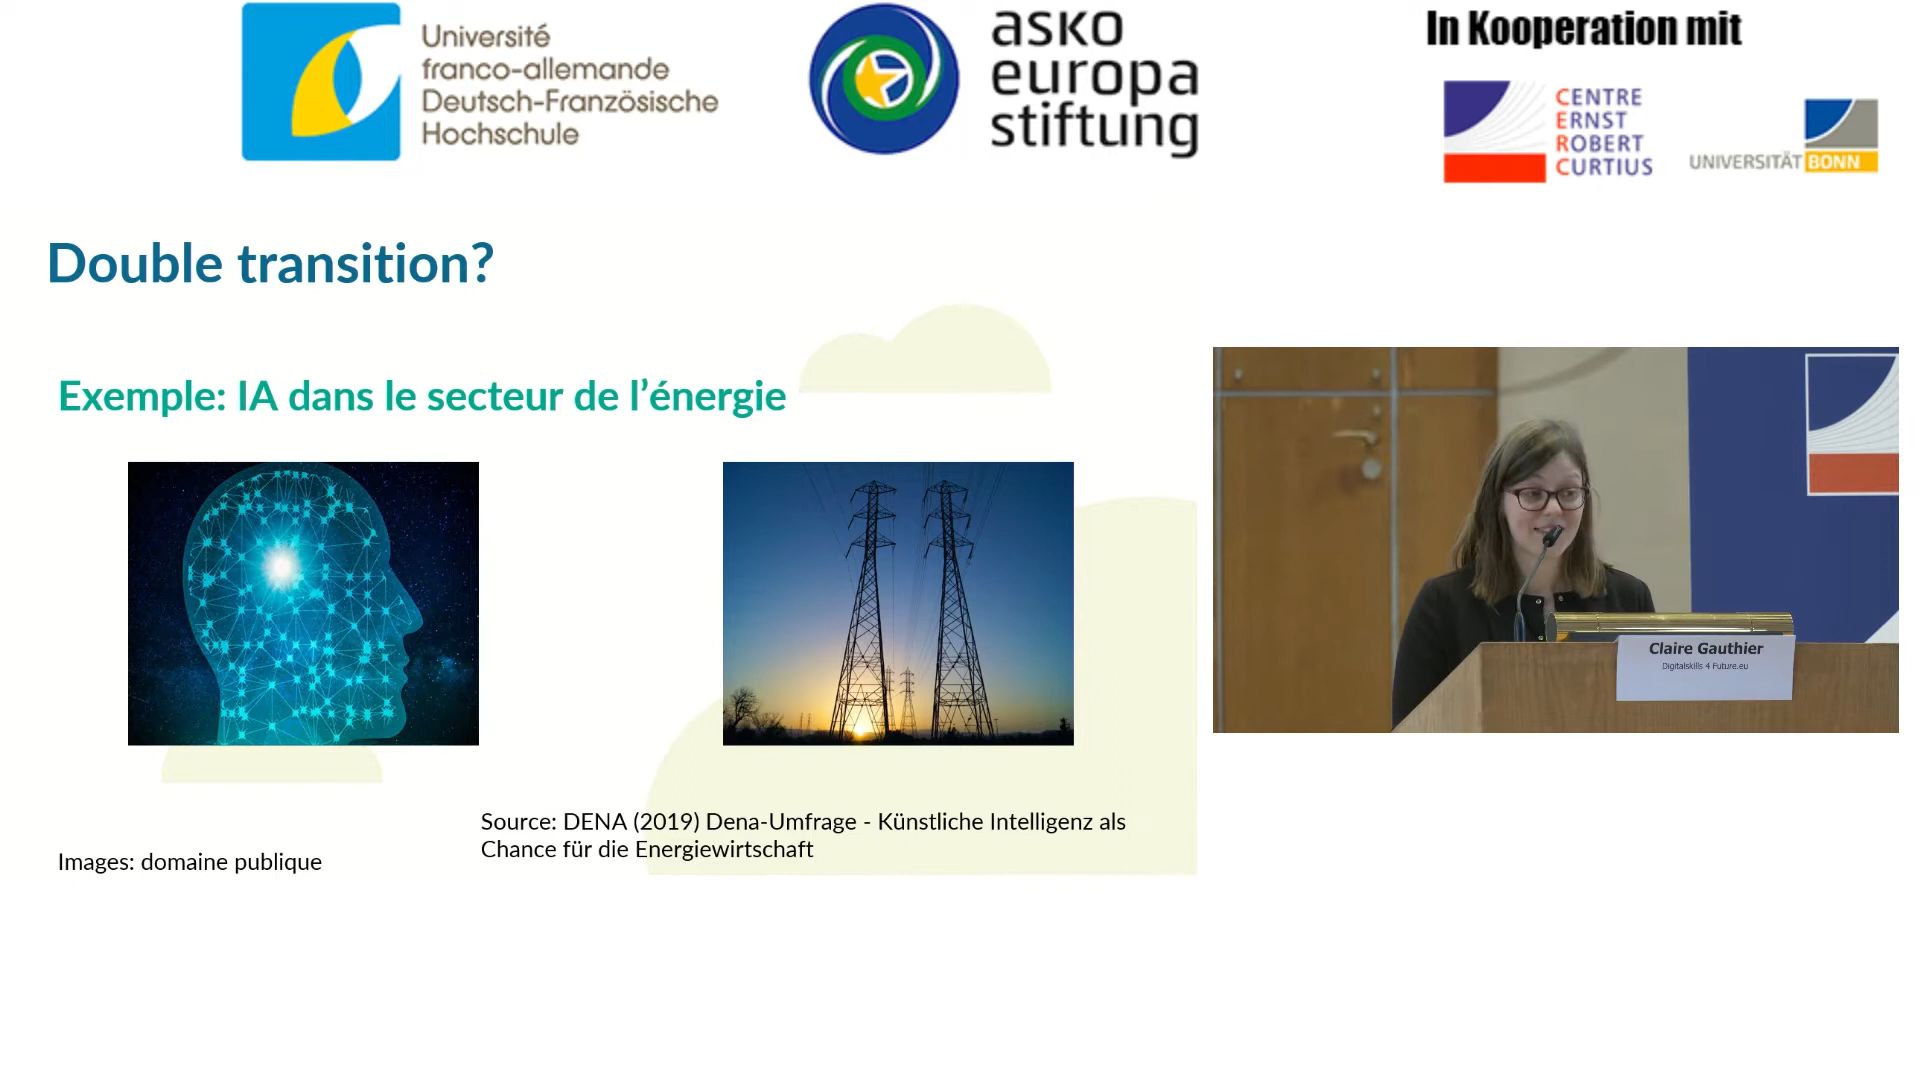 Université
franco-allemande
Deutsch-Französische
Hochschule
asko
europa
stiftung
In Kooperation mit
CENTRE
ERNST
ROBERT
CURTIUS
UNIVERSITÄT BONN
Double transition?
Exemple: IA dans le secteur de l’énergie
Claire Gauthier
Digitalskills 4 Future.eu
Source: DENA (2019) Dena-Umfrage - Künstliche Intelligenz als
Chance für die Energiewirtschaft
Images: domaine publique